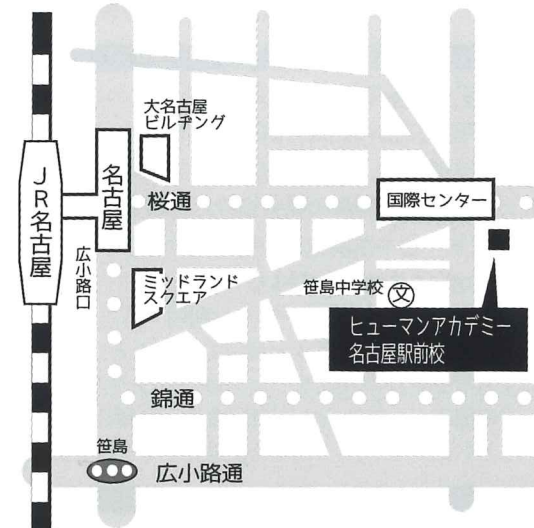 大名古屋
ビルヂング
JR名古屋
名古屋
桜通
国際センター
広小路口
ミッドランド
スクエア
笹島中学校
文
ヒューマンアカデミー
名古屋駅前校
錦通
笹島
広小路通